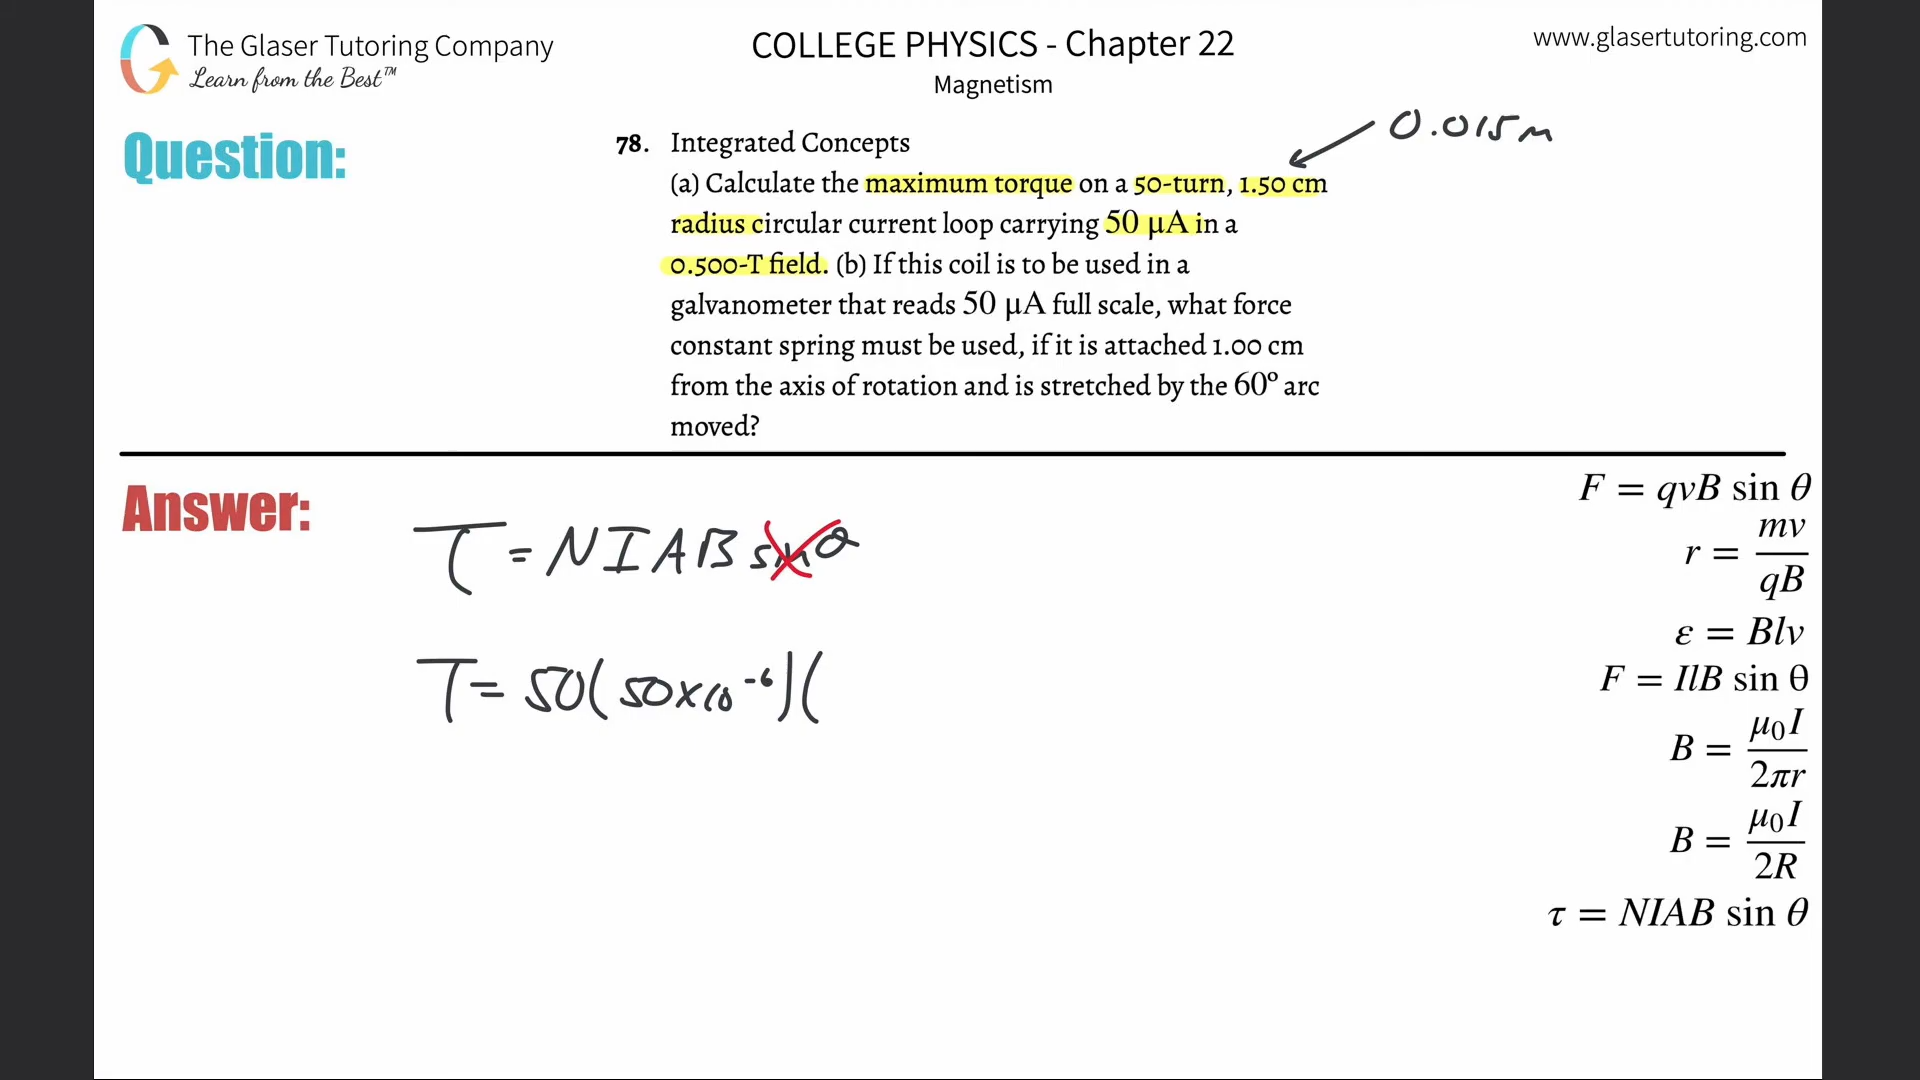 The Glaser Tutoring Company
Learn from the Best™
COLLEGE PHYSICS - Chapter 22
Magnetism
www.glasertutoring.com
Question:
78. Integrated Concepts
(a) Calculate the maximum torque on a 50-turn, 1.50 cm
radius circular current loop carrying 50 μA in a
0.500-T field. (b) If this coil is to be used in a
galvanometer that reads 50 μA full scale, what force
constant spring must be used, if it is attached 1.00 cm
from the axis of rotation and is stretched by the 60º arc
moved?
0.015m
Answer:
τ = NIAB sin θ
τ = 50(50x10⁻⁶)(
F = qvB sin θ
r = mv/qB
ε = Blv
F = IlB sin θ
B = μ₀I/2πr
B = μ₀I/2R
τ = NIAB sin θ